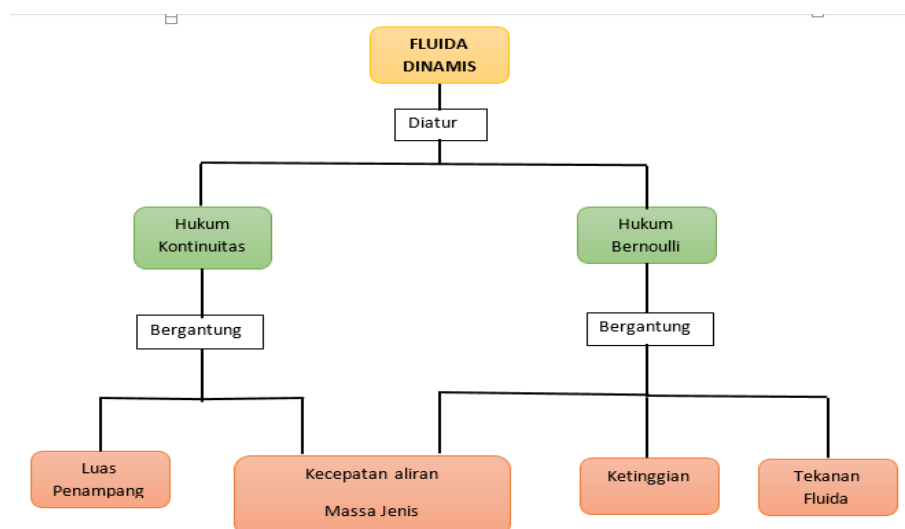 FLUIDA
DINAMIS
Diatur
Hukum
Kontinuitas
Hukum
Bernoulli
Bergantung
Bergantung
Luas
Penampang
Kecepatan aliran
Massa Jenis
Ketinggian
Tekanan
Fluida